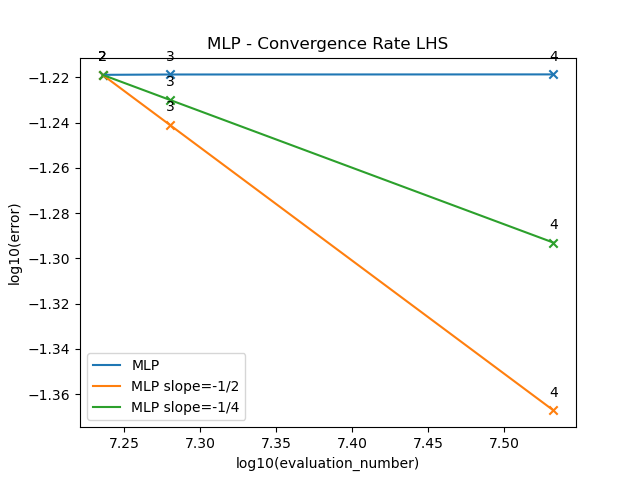 MLP - Convergence Rate LHS
2
3
4
3
3
4
4
−1.22
−1.24
−1.26
−1.28
−1.30
−1.32
−1.34
−1.36
log10(error)
MLP
MLP slope=-1/2
MLP slope=-1/4
7.25 7.30 7.35 7.40 7.45 7.50
log10(evaluation_number)